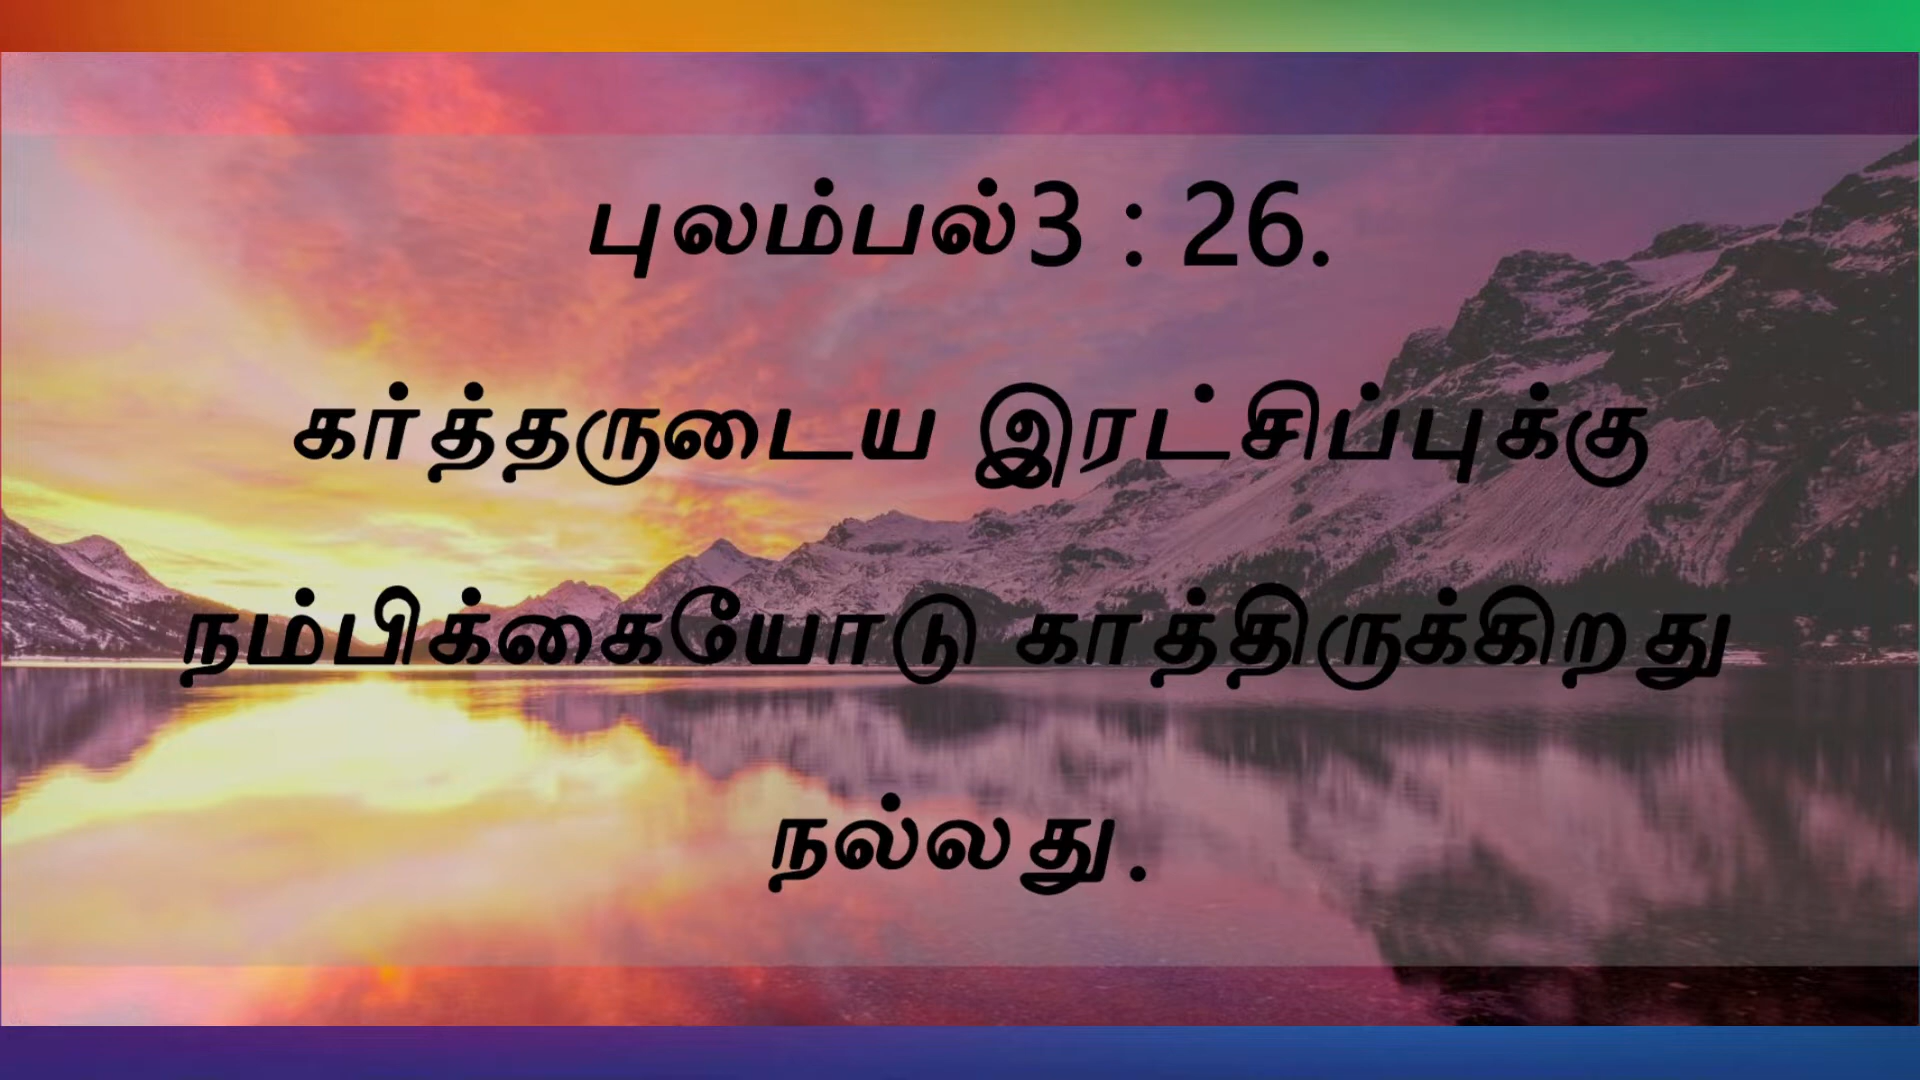 புலம்பல்3 : 26.
கர்த்தருடைய இரட்சிப்புக்கு
நம்பிக்கையோடு காத்திருக்கிறது
நல்லது.